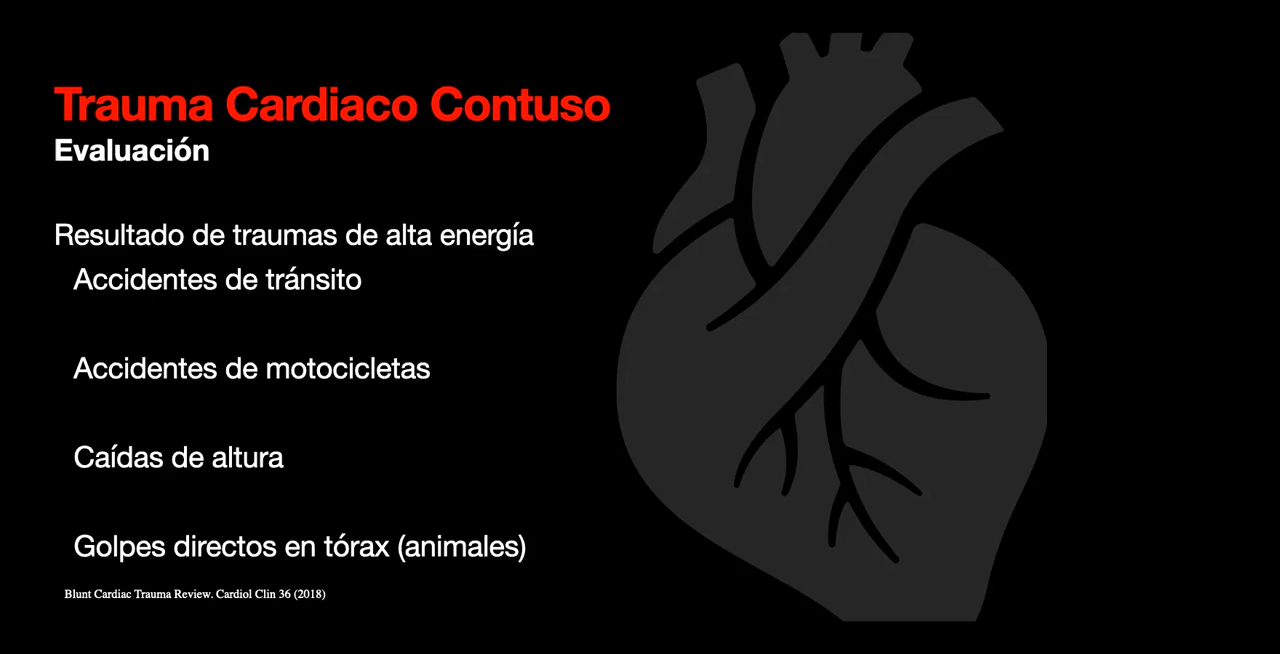 Trauma Cardiaco Contuso
Evaluación
Resultado de traumas de alta energía
Accidentes de tránsito
Accidentes de motocicletas
Caídas de altura
Golpes directos en tórax (animales)
Blunt Cardiac Trauma Review. Cardiol Clin 36 (2018)